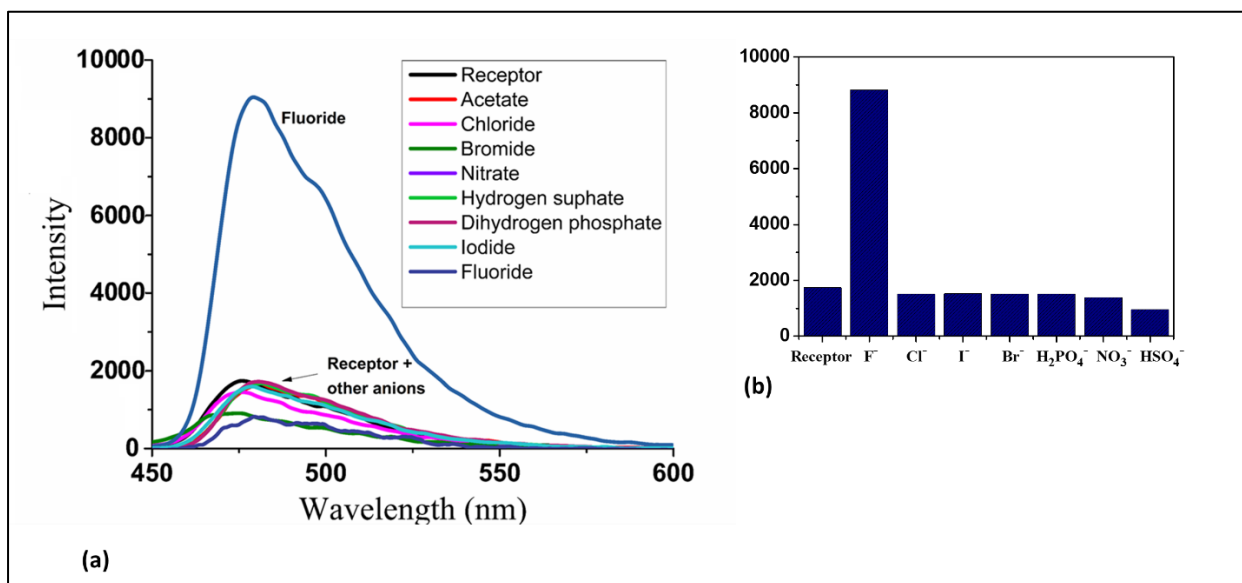 10000
8000
6000
4000
2000
0
Intensity
450
500
550
600
Wavelength (nm)
Fluoride
Receptor +
other anions
Receptor
Acetate
Chloride
Bromide
Nitrate
Hydrogen suphate
Dihydrogen phosphate
Iodide
Fluoride
(a)
10000
8000
6000
4000
2000
0
Receptor F⁻ Cl⁻ I⁻ Br⁻ H₂PO₄⁻ NO₃⁻ HSO₄⁻
(b)